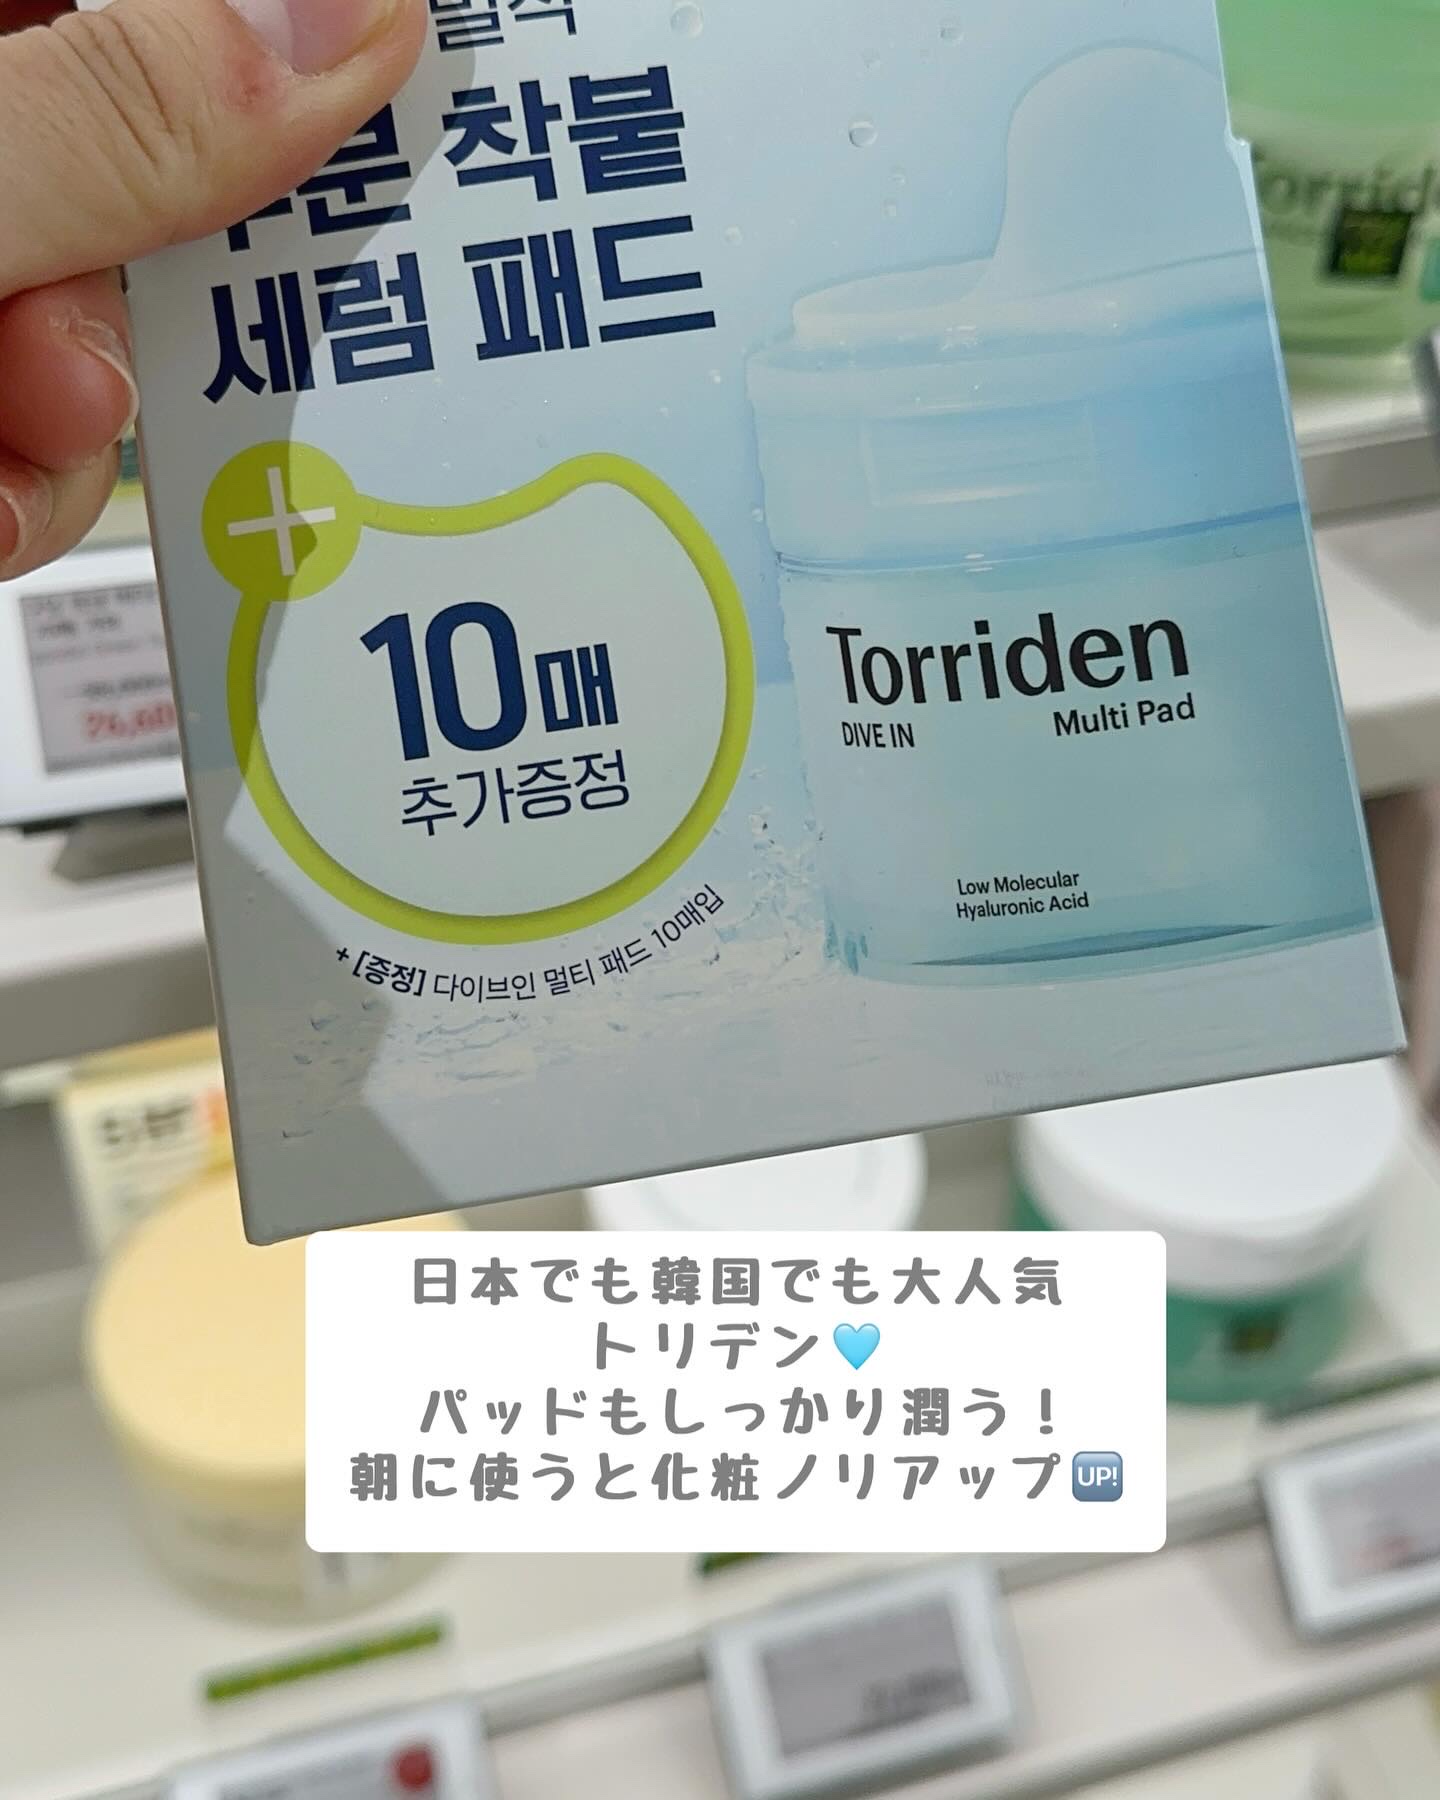 착붙
세럼 패드
10매
추가증정
+ [증정] 다이브인 멀티 패드 10매입
Torriden
DIVE IN
Multi Pad
Low Molecular
Hyaluronic Acid
日本でも韓国でも大人気
トリデン🩵
パッドもしっかり潤う！
朝に使うと化粧ノリアップ🆙